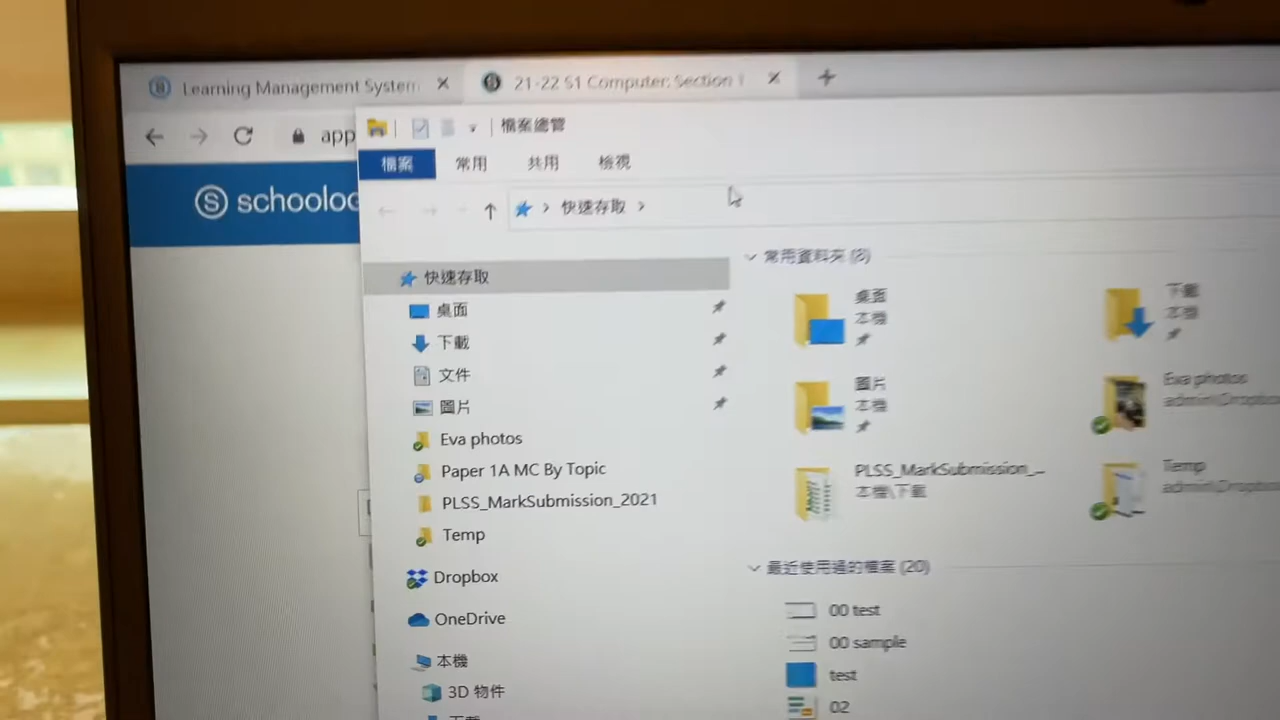 Learning Management System
21-22 S1 Computer: Section 1
app
檔案總管
檔案 常用 共用 檢視
schoolog
快速存取
常用資料夾 (8)
快速存取
桌面
下載
文件
圖片
Eva photos
Paper 1A MC By Topic
PLSS_MarkSubmission_2021
Temp
Dropbox
OneDrive
本機
3D 物件
下載
桌面
本機
下載
本機
圖片
本機
Eva photos
admin\Dropbox
PLSS_MarkSubmission_...
本機\下載
Temp
admin\Dropbox
最近使用過的檔案 (20)
00 test
00 sample
test
02